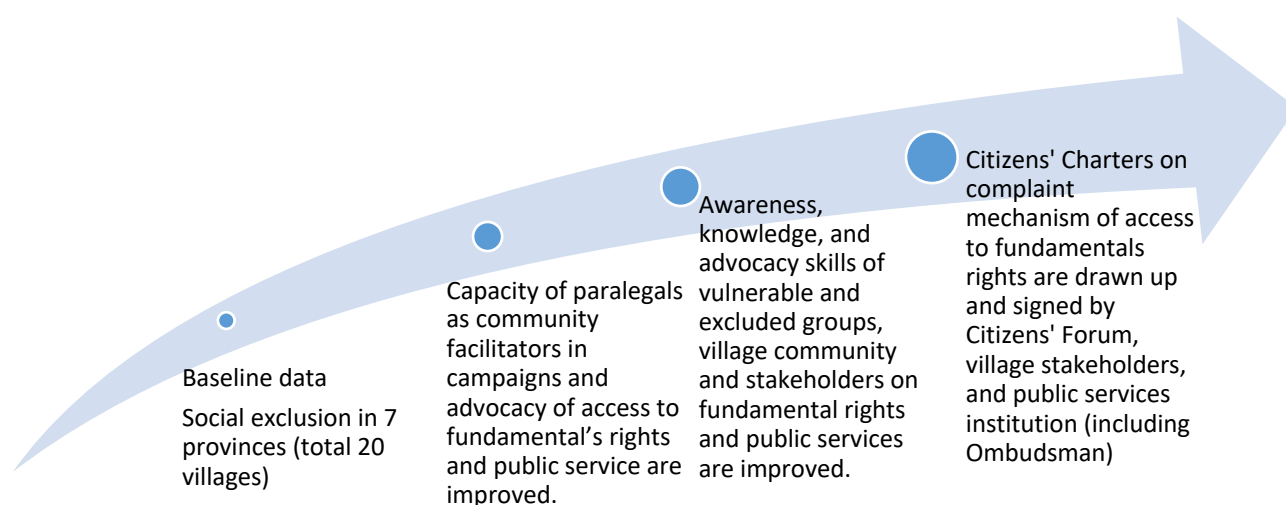 Baseline data
Social exclusion in 7
provinces (total 20
villages)
Capacity of paralegals
as community
facilitators in
campaigns and
advocacy of access to
fundamental’s rights
and public service are
improved.
Awareness,
knowledge, and
advocacy skills of
vulnerable and
excluded groups,
village community
and stakeholders on
fundamental rights
and public services
are improved.
Citizens' Charters on
complaint
mechanism of access
to fundamentals
rights are drawn up
and signed by
Citizens' Forum,
village stakeholders,
and public services
institution (including
Ombudsman)